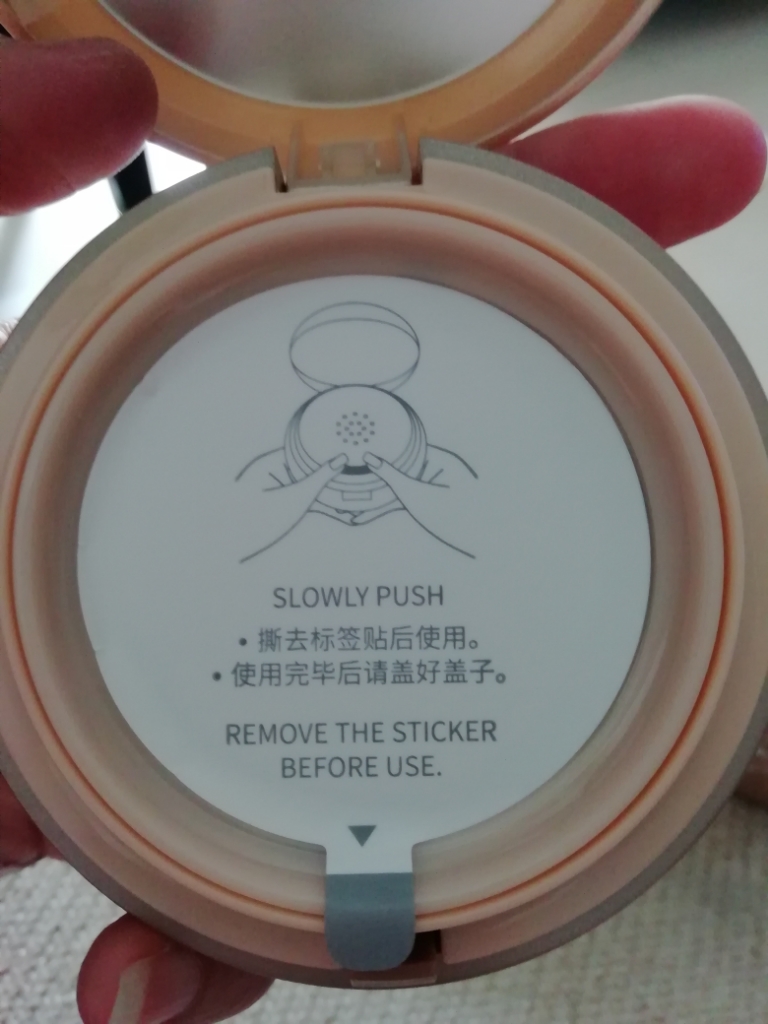 SLOWLY PUSH
• 撕去标签贴后使用。
• 使用完毕后请盖好盖子。
REMOVE THE STICKER
BEFORE USE.